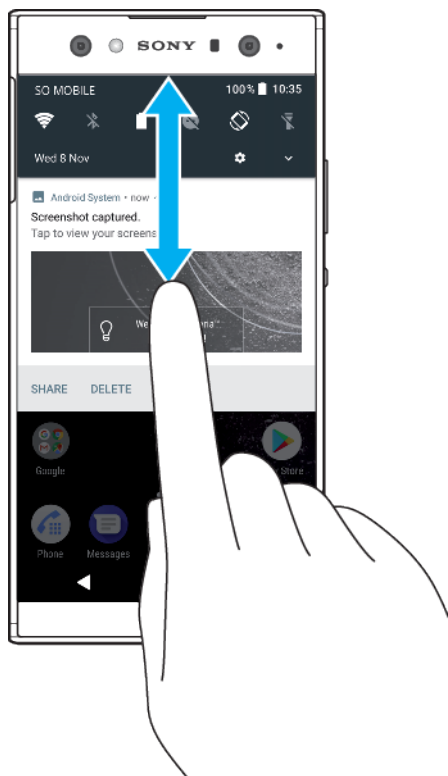 SONY
SO MOBILE 100% 10:35
Wed 8 Nov
Android System • now
Screenshot captured.
Tap to view your screens
We
SHARE DELETE
Google Store
Phone Messages